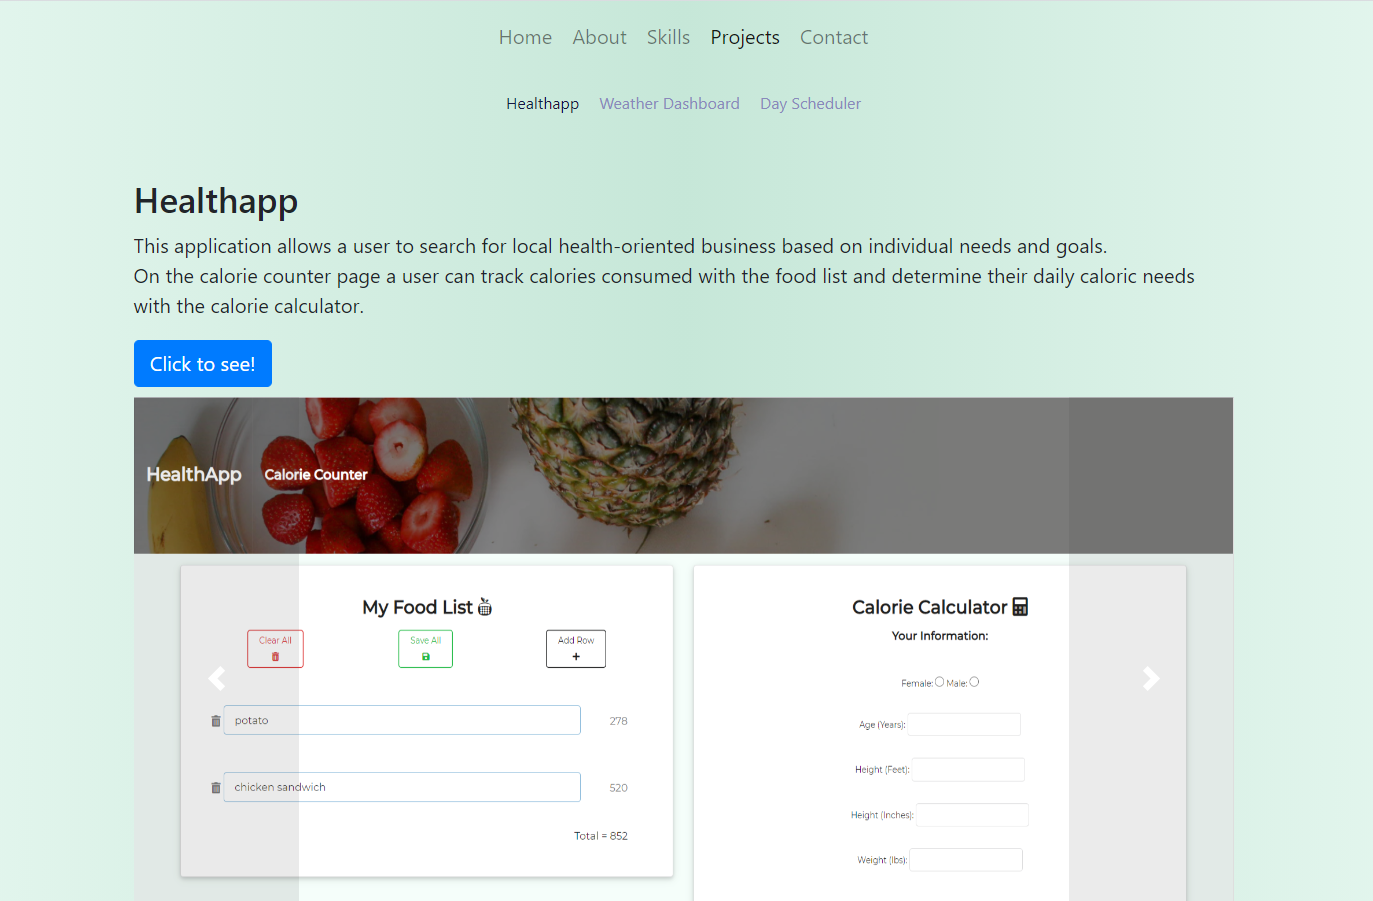 Home About Skills Projects Contact
Healthapp Weather Dashboard Day Scheduler
Healthapp
This application allows a user to search for local health-oriented business based on individual needs and goals.
On the calorie counter page a user can track calories consumed with the food list and determine their daily caloric needs
with the calorie calculator.
Click to see!
HealthApp Calorie Counter
My Food List
Clear All Save All Add Row
potato 278
chicken sandwich 520
Total = 852
Calorie Calculator
Your Information:
Female: Male:
Age (Years):
Height (Feet):
Height (Inches):
Weight (lbs):